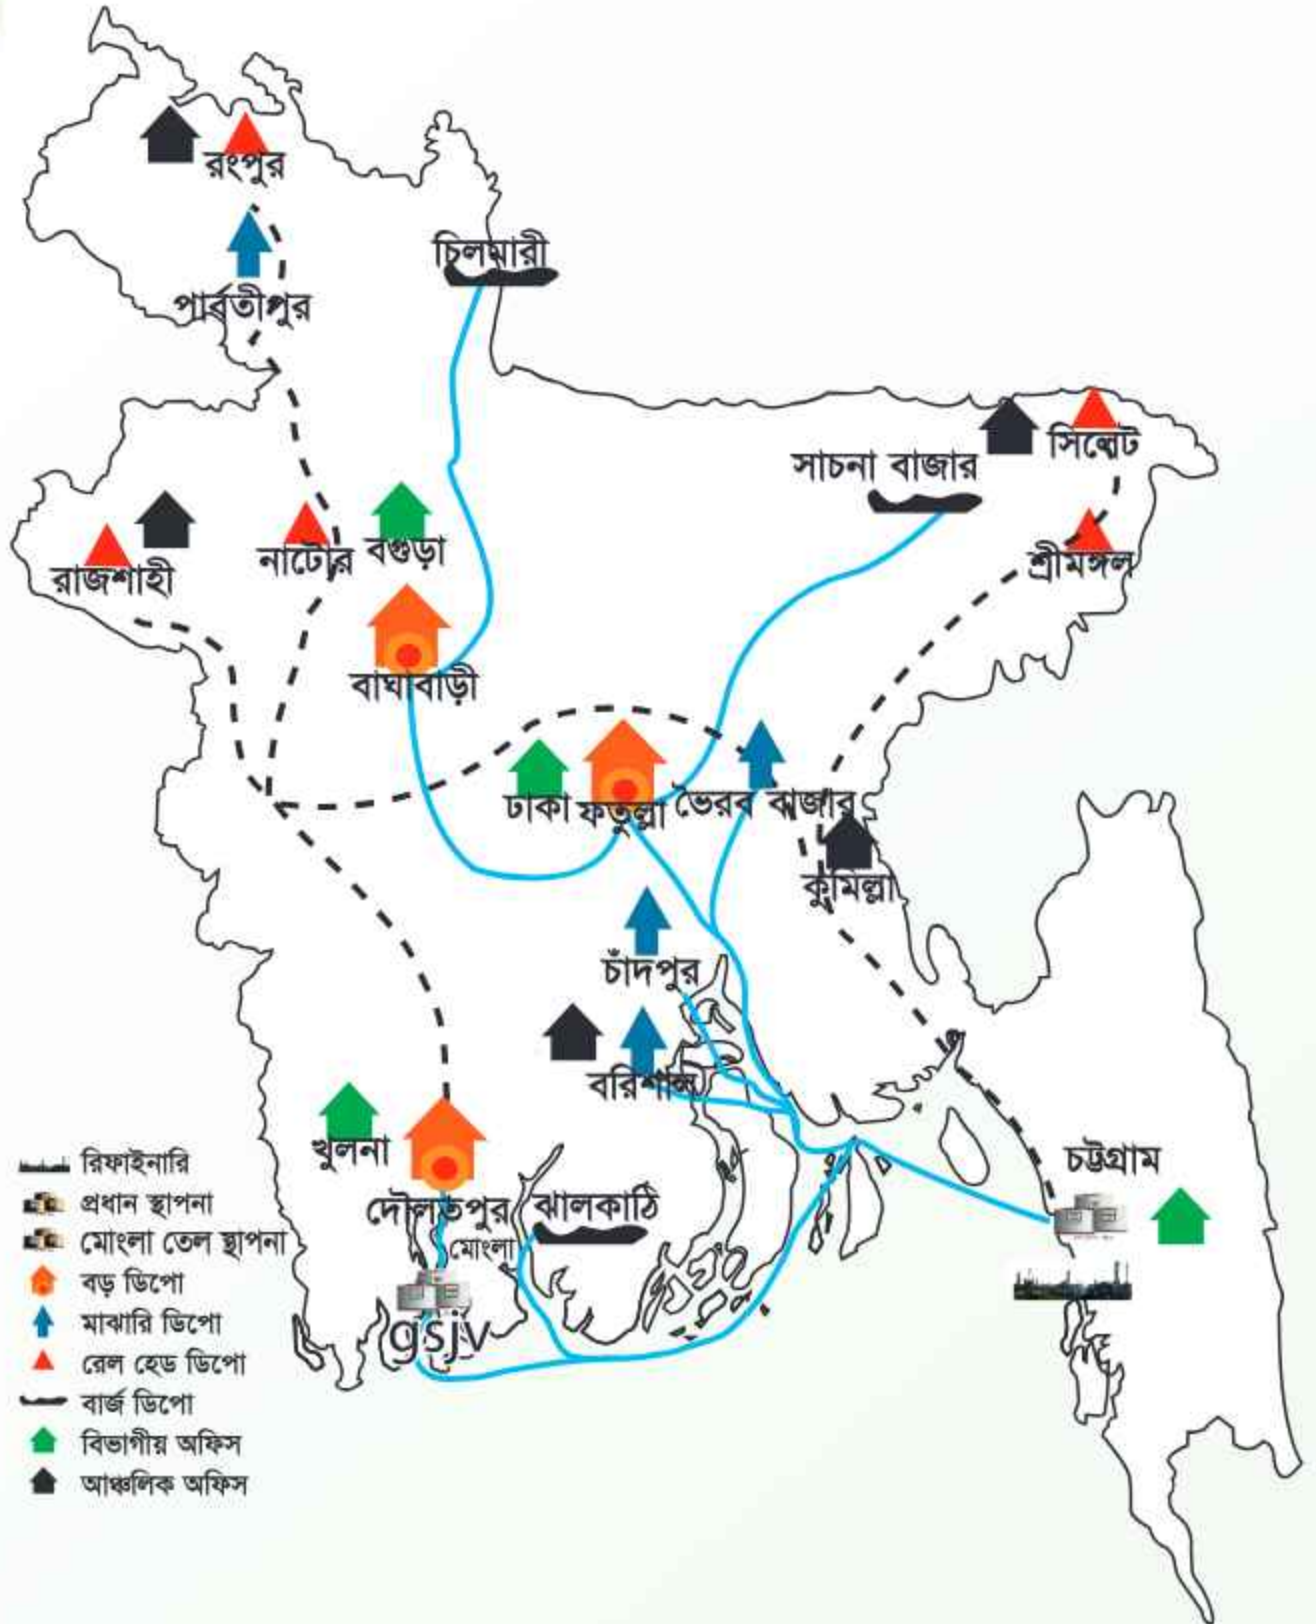 রংপুর
চিলমারী
পার্বতীপুর
সিলেট
সাচনা বাজার
নাটোর
বগুড়া
শ্রীমঙ্গল
রাজশাহী
বাঘাবাড়ী
ঢাকা
ফতুল্লা
ভৈরব বাজার
কুমিল্লা
চাঁদপুর
বরিশাল
খুলনা
চট্টগ্রাম
দৌলতপুর
ঝালকাঠি
মোংলা
gsjv
রিফাইনারি
প্রধান স্থাপনা
মোংলা তেল স্থাপনা
বড় ডিপো
মাঝারি ডিপো
রেল হেড ডিপো
বার্জ ডিপো
বিভাগীয় অফিস
আঞ্চলিক অফিস